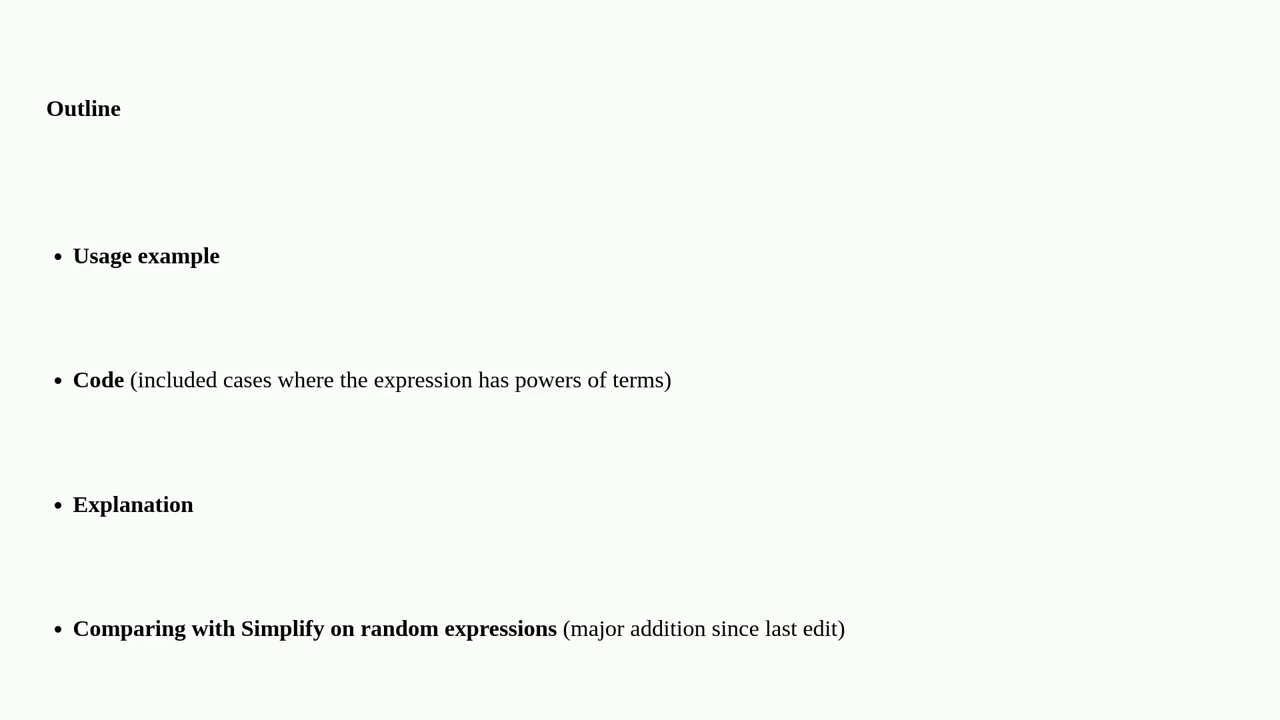 Outline
• Usage example
• Code (included cases where the expression has powers of terms)
• Explanation
• Comparing with Simplify on random expressions (major addition since last edit)